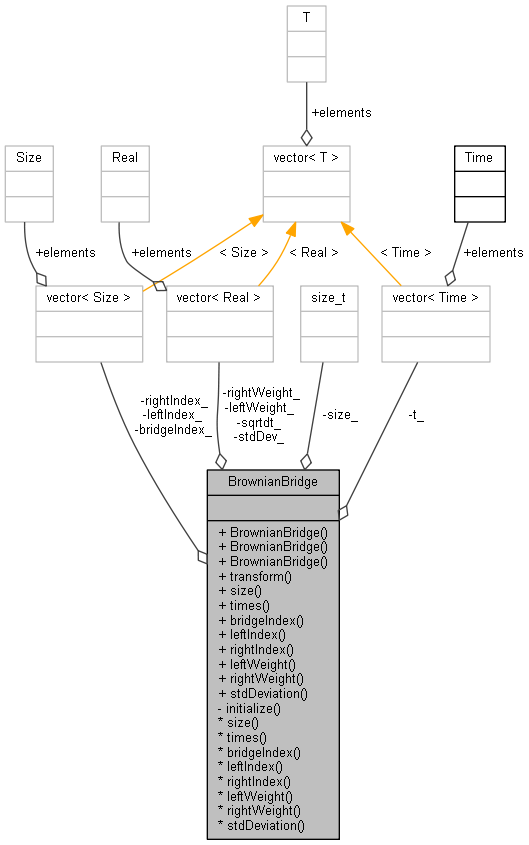 T
+elements
Size
Real
vector< T >
Time
+elements
+elements
< Size >
< Real >
< Time >
+elements
vector< Size >
vector< Real >
size_t
vector< Time >
-rightIndex_
-leftIndex_
-bridgeIndex_
-rightWeight_
-leftWeight_
-sqrtdt_
-stdDev_
-size_
-t_
BrownianBridge
+ BrownianBridge()
+ BrownianBridge()
+ BrownianBridge()
+ transform()
+ size()
+ times()
+ bridgeIndex()
+ leftIndex()
+ rightIndex()
+ leftWeight()
+ rightWeight()
+ stdDeviation()
- initialize()
* size()
* times()
* bridgeIndex()
* leftIndex()
* rightIndex()
* leftWeight()
* rightWeight()
* stdDeviation()